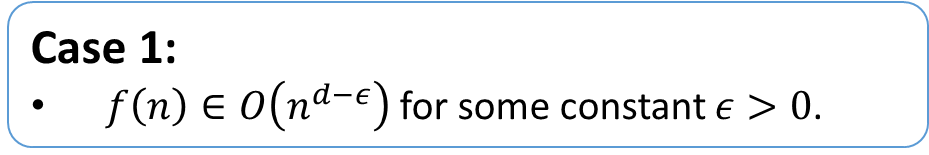 Case 1:
• f(n) ∈ O(n^{d−ϵ}) for some constant ϵ > 0.